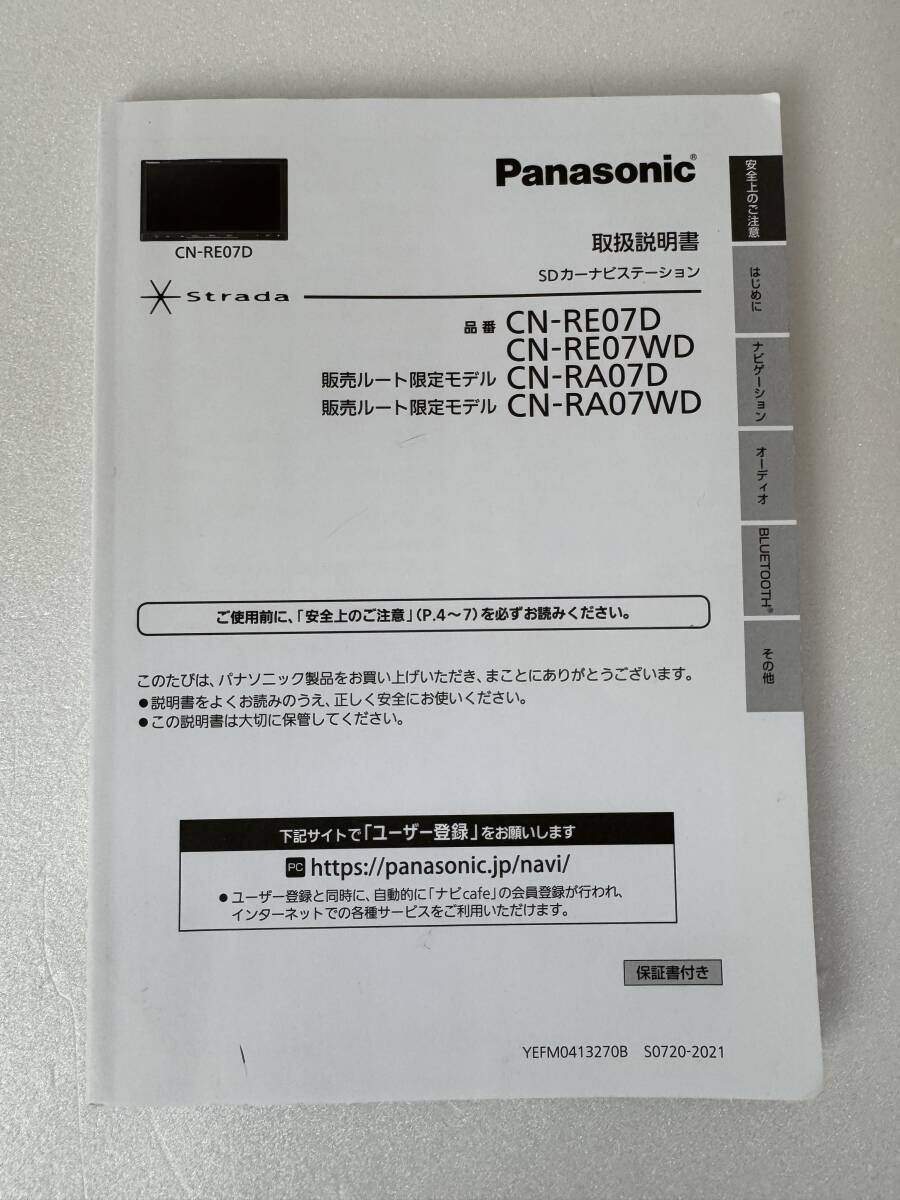 Panasonic®
CN-RE07D
取扱説明書
SDカーナビステーション
Strada
品番 CN-RE07D
CN-RE07WD
販売ルート限定モデル CN-RA07D
販売ルート限定モデル CN-RA07WD
安全上のご注意
はじめに
ナビゲーション
オーディオ
BLUETOOTH®
その他
ご使用前に、「安全上のご注意」(P.4～7)を必ずお読みください。
このたびは、パナソニック製品をお買い上げいただき、まことにありがとうございます。
●説明書をよくお読みのうえ、正しく安全にお使いください。
●この説明書は大切に保管してください。
下記サイトで「ユーザー登録」をお願いします
PC https://panasonic.jp/navi/
●ユーザー登録と同時に、自動的に「ナビcafe」の会員登録が行われ、
インターネットでの各種サービスをご利用いただけます。
保証書付き
YEFM0413270B S0720-2021